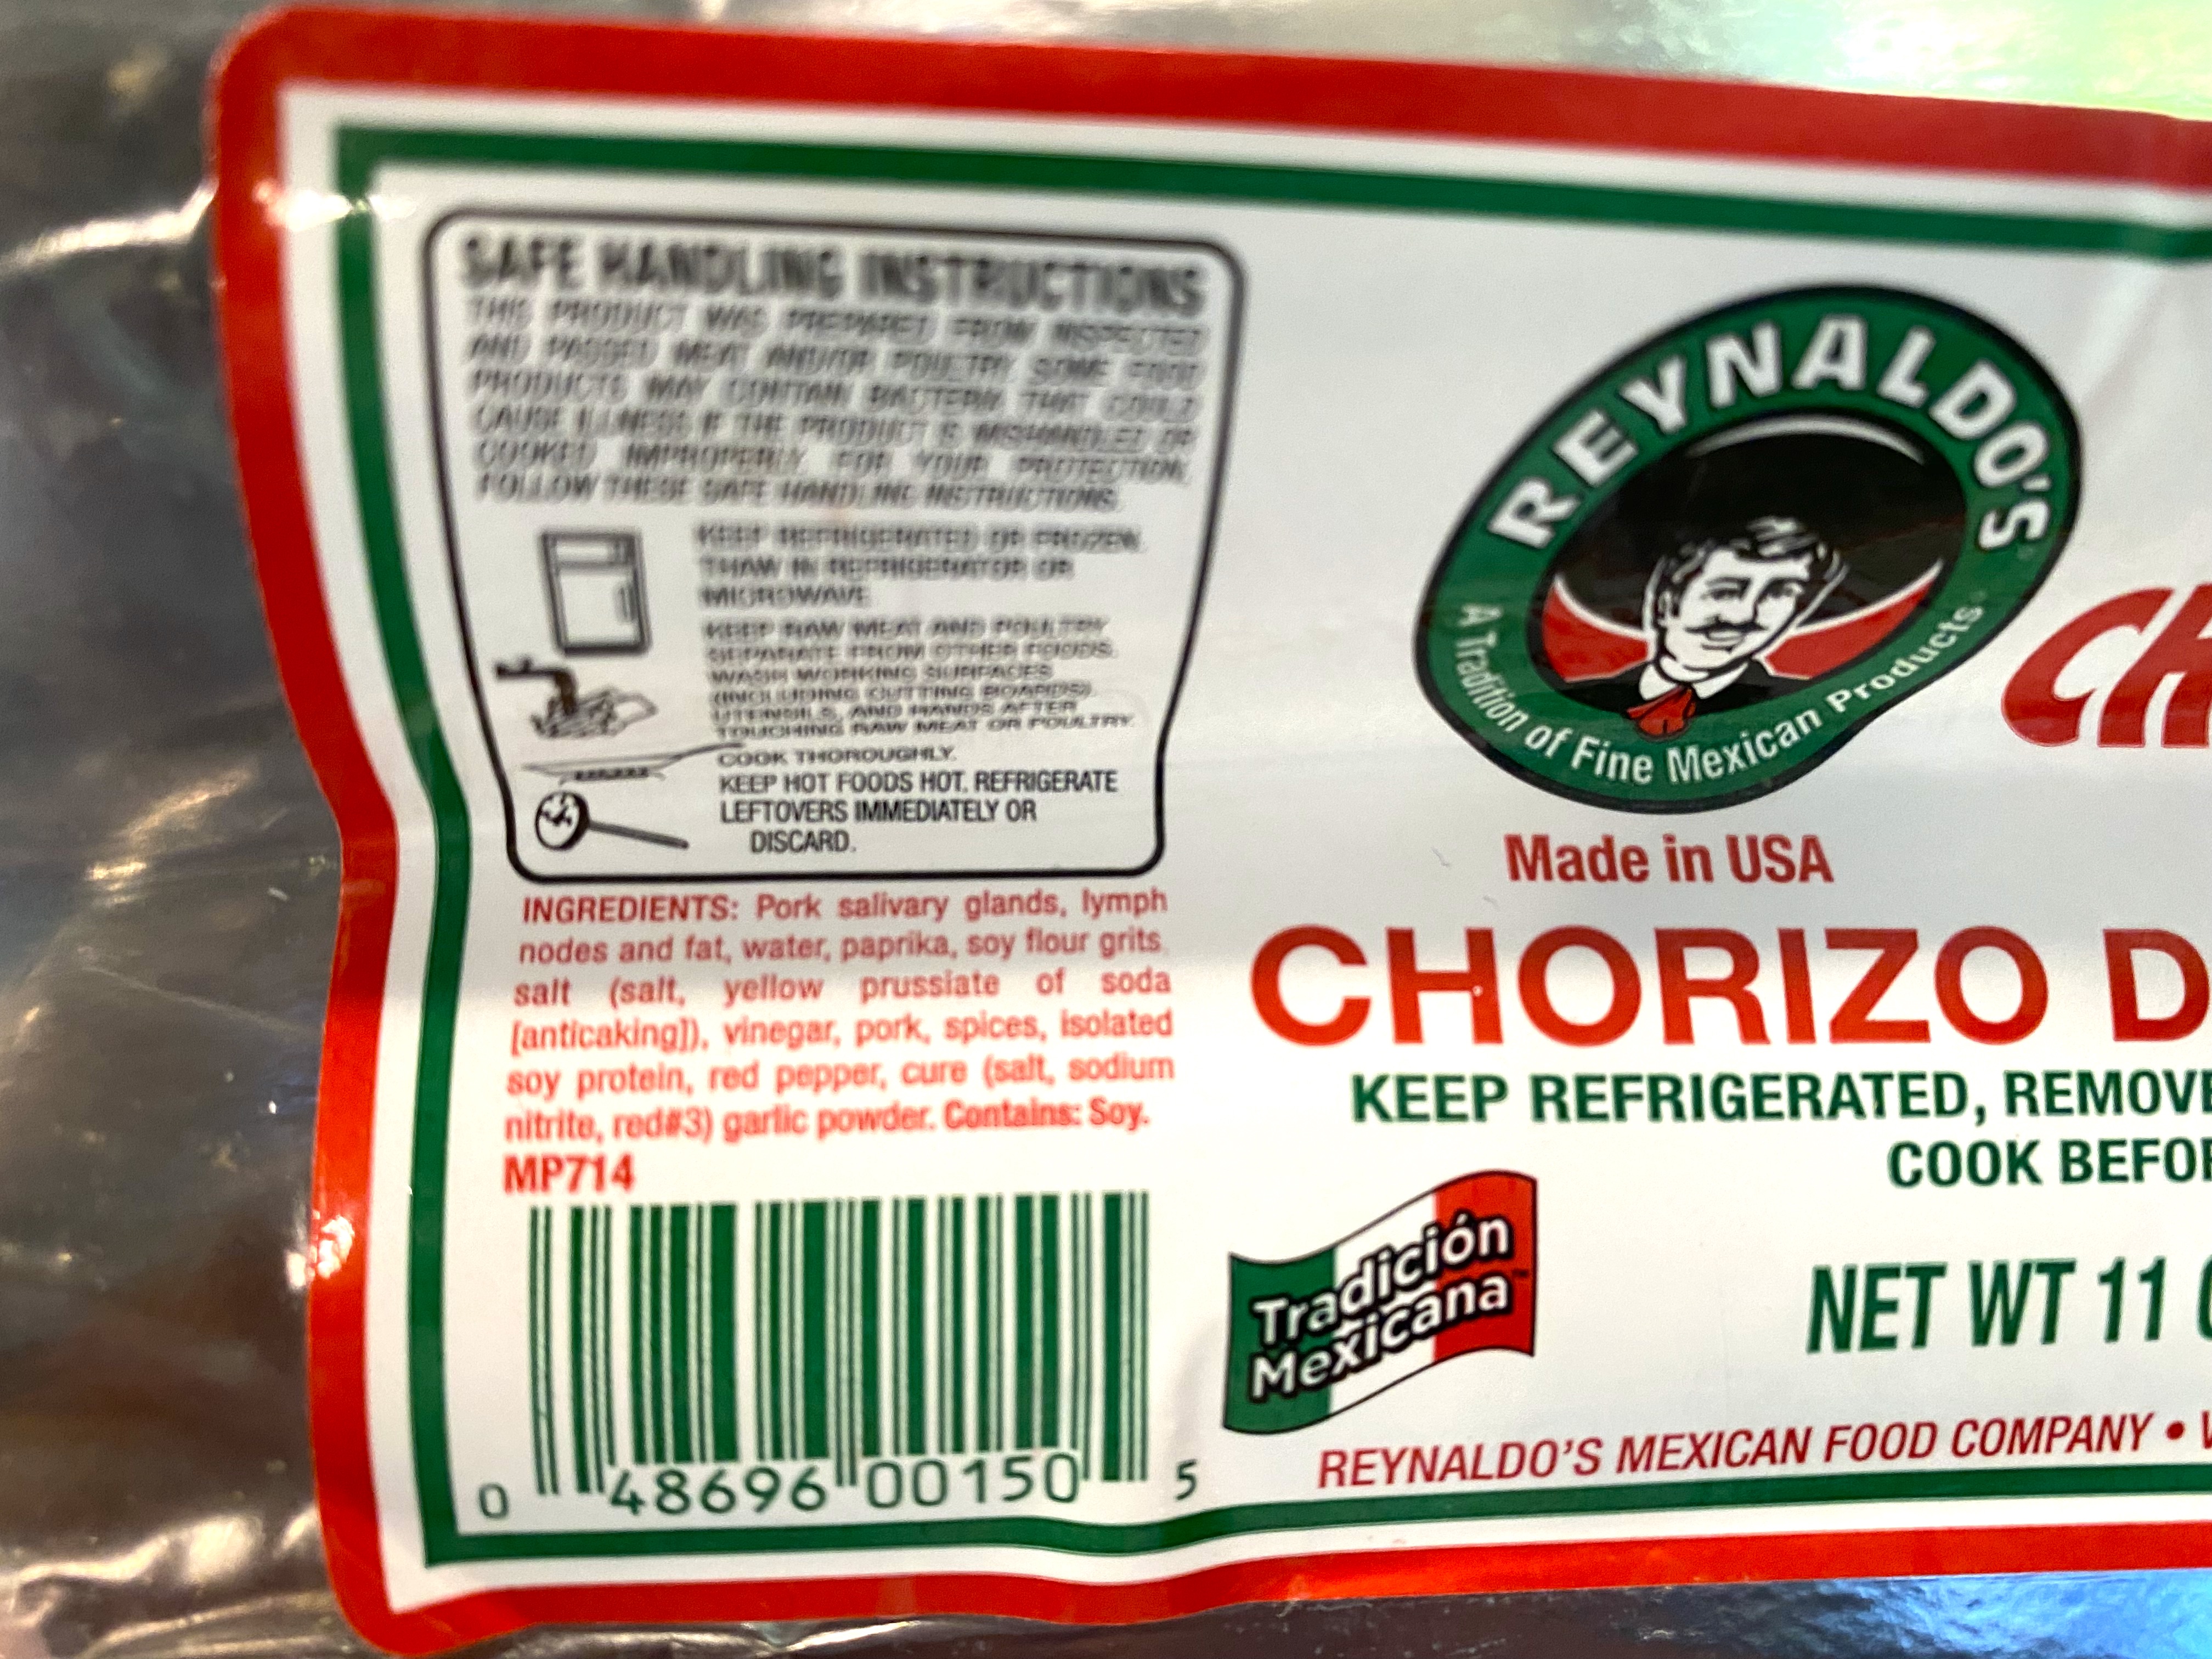 SAFE HANDLING INSTRUCTIONS
THIS PRODUCT WAS PREPARED FROM INSPECTED
AND PASSED MEAT AND/OR POULTRY. SOME FOOD
PRODUCTS MAY CONTAIN BACTERIA THAT COULD
CAUSE ILLNESS IF THE PRODUCT IS MISHANDLED OR
COOKED IMPROPERLY. FOR YOUR PROTECTION,
FOLLOW THESE SAFE HANDLING INSTRUCTIONS.
KEEP REFRIGERATED OR FROZEN.
THAW IN REFRIGERATOR OR
MICROWAVE
KEEP RAW MEAT AND POULTRY
SEPARATE FROM OTHER FOODS.
WASH WORKING SURFACES
(INCLUDING CUTTING BOARDS),
UTENSILS, AND HANDS AFTER
TOUCHING RAW MEAT OR POULTRY.
COOK THOROUGHLY.
KEEP HOT FOODS HOT. REFRIGERATE
LEFTOVERS IMMEDIATELY OR
DISCARD.
INGREDIENTS: Pork salivary glands, lymph
nodes and fat, water, paprika, soy flour grits,
salt (salt, yellow prussiate of soda
[anticaking]), vinegar, pork, spices, isolated
soy protein, red pepper, cure (salt, sodium
nitrite, red#3) garlic powder. Contains: Soy.
MP714
0 48696 00150 5
REYNALDO'S
A Tradition of Fine Mexican Products
Ch
Made in USA
CHORIZO D
KEEP REFRIGERATED, REMOVE
COOK BEFOR
Tradición
Mexicana™
NET WT 11 O
REYNALDO'S MEXICAN FOOD COMPANY • V